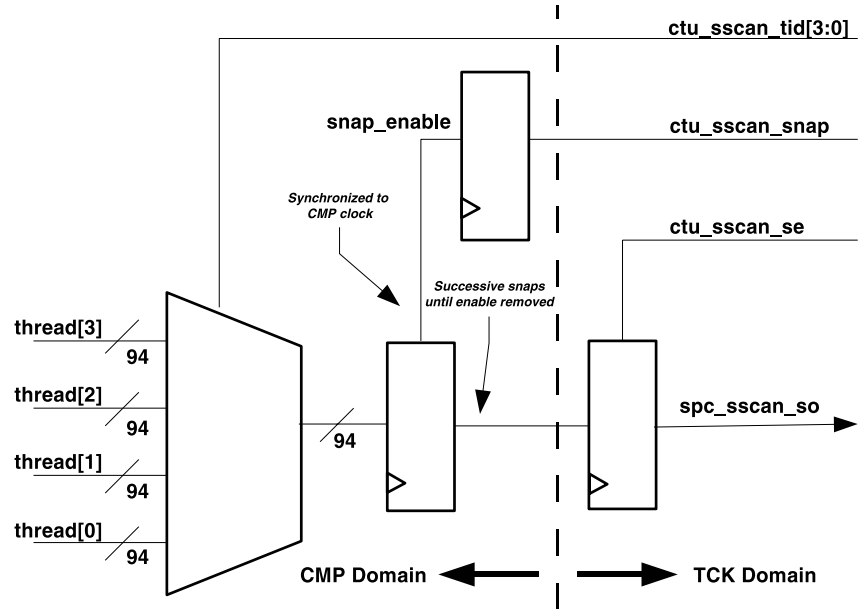 ctu_sscan_tid[3:0]
snap_enable
ctu_sscan_snap
Synchronized to
CMP clock
ctu_sscan_se
Successive snaps
until enable removed
thread[3]
94
thread[2]
94
94
spc_sscan_so
thread[1]
94
thread[0]
94
CMP Domain
TCK Domain